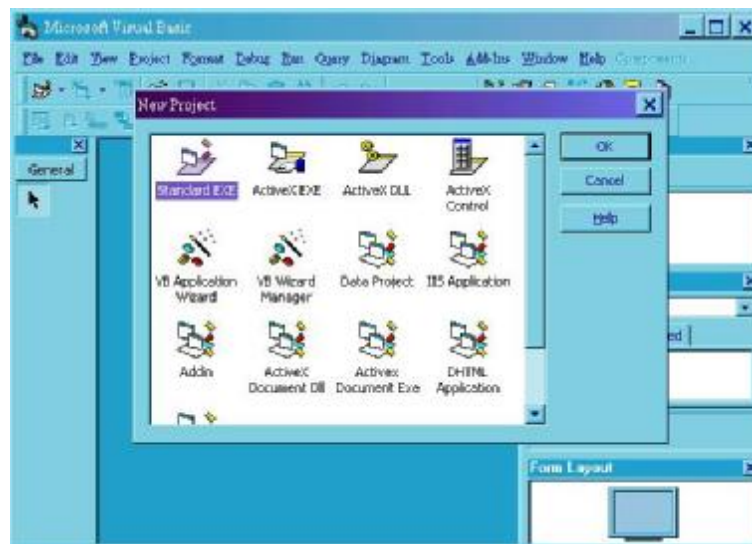 Microsoft Visual Basic
File Edit View Project Format Debug Run Query Diagram Tools Add-Ins Window Help
New Project
General
Standard EXE
ActiveX EXE
ActiveX DLL
ActiveX
Control
VB Application
Wizard
VB Wizard
Manager
Data Project
IIS Application
Addin
ActiveX
Document Dll
Activex
Document Exe
DHTML
Application
OK
Cancel
Help
ed
Form Layout